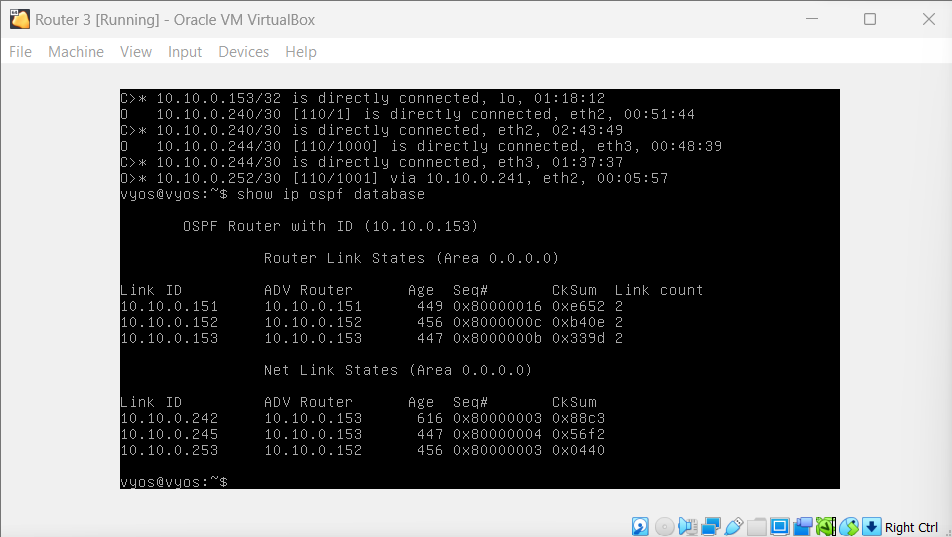 Router 3 [Running] - Oracle VM VirtualBox
File Machine View Input Devices Help
C>* 10.10.0.153/32 is directly connected, lo, 01:18:12
O   10.10.0.240/30 [110/1] is directly connected, eth2, 00:51:44
C>* 10.10.0.240/30 is directly connected, eth2, 02:43:49
O   10.10.0.244/30 [110/1000] is directly connected, eth3, 00:48:39
C>* 10.10.0.244/30 is directly connected, eth3, 01:37:37
O>* 10.10.0.252/30 [110/1001] via 10.10.0.241, eth2, 00:05:57
vyos@vyos:~$ show ip ospf database
OSPF Router with ID (10.10.0.153)
Router Link States (Area 0.0.0.0)
Link ID         ADV Router      Age  Seq#       CkSum  Link count
10.10.0.151     10.10.0.151      449 0x80000016 0xe652 2
10.10.0.152     10.10.0.152      456 0x8000000c 0xb40e 2
10.10.0.153     10.10.0.153      447 0x8000000b 0x339d 2
Net Link States (Area 0.0.0.0)
Link ID         ADV Router      Age  Seq#       CkSum
10.10.0.242     10.10.0.153      616 0x80000003 0x88c3
10.10.0.245     10.10.0.153      447 0x80000004 0x56f2
10.10.0.253     10.10.0.152      456 0x80000003 0x0440
vyos@vyos:~$
Right Ctrl